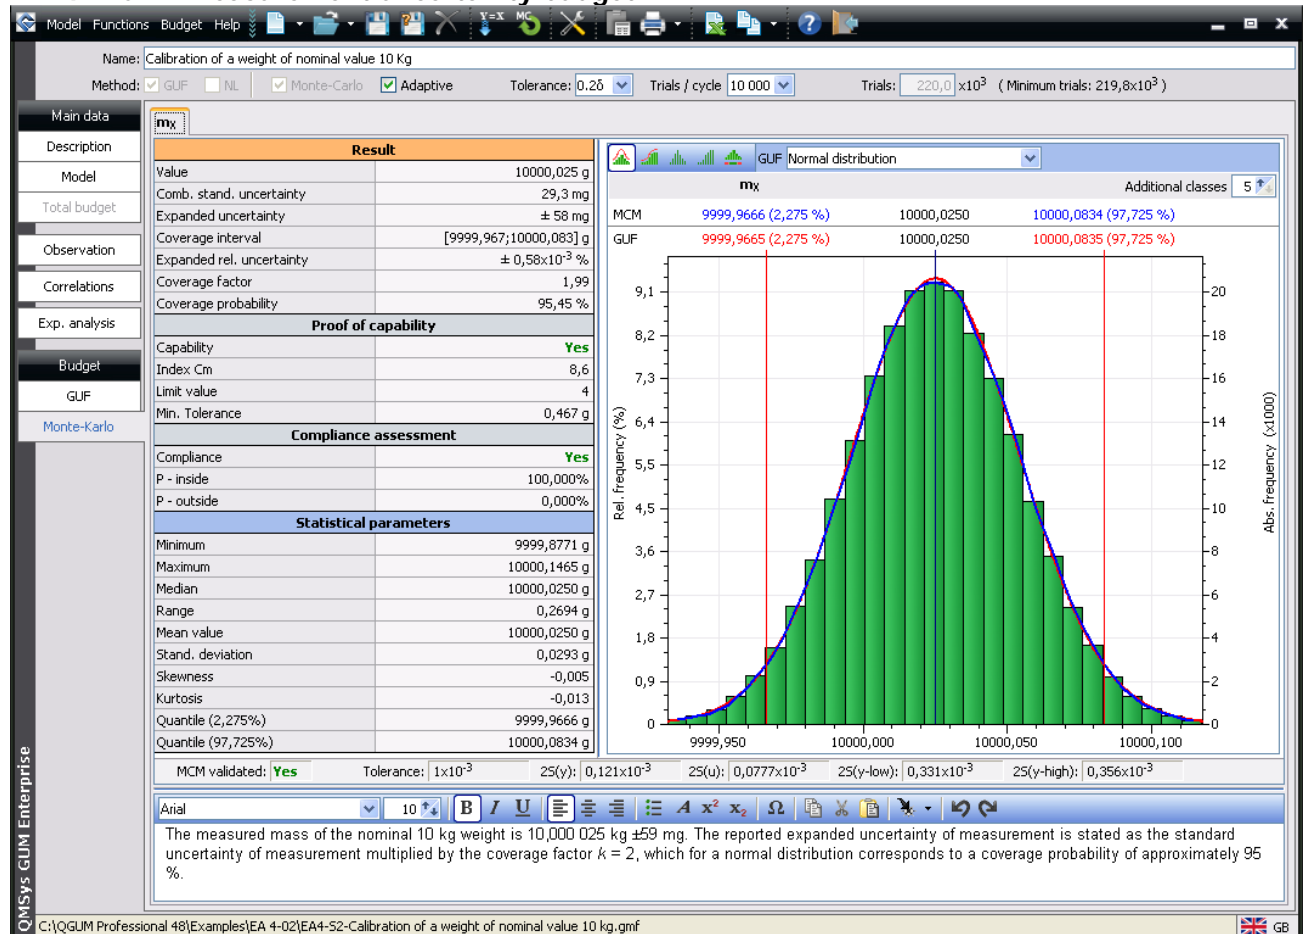 Model Functions Budget Help
Name: Calibration of a weight of nominal value 10 Kg
Method: GUF NL Monte-Carlo Adaptive Tolerance: 0.2δ Trials / cycle 10 000 Trials: 220,0 x10³ ( Minimum trials: 219,8x10³ )
Main data
Description
Model
Total budget
Observation
Correlations
Exp. analysis
Budget
GUF
Monte-Karlo
mX
Result
Value 10000,025 g
Comb. stand. uncertainty 29,3 mg
Expanded uncertainty ± 58 mg
Coverage interval [9999,967;10000,083] g
Expanded rel. uncertainty ± 0,58x10⁻³ %
Coverage factor 1,99
Coverage probability 95,45 %
Proof of capability
Capability Yes
Index Cm 8,6
Limit value 4
Min. Tolerance 0,467 g
Compliance assessment
Compliance Yes
P - inside 100,000%
P - outside 0,000%
Statistical parameters
Minimum 9999,8771 g
Maximum 10000,1465 g
Median 10000,0250 g
Range 0,2694 g
Mean value 10000,0250 g
Stand. deviation 0,0293 g
Skewness -0,005
Kurtosis -0,013
Quantile (2,275%) 9999,9666 g
Quantile (97,725%) 10000,0834 g
GUF Normal distribution
mX Additional classes 5
MCM 9999,9666 (2,275 %) 10000,0250 10000,0834 (97,725 %)
GUF 9999,9665 (2,275 %) 10000,0250 10000,0835 (97,725 %)
Rel. frequency (%)
9,1
8,2
7,3
6,4
5,5
4,5
3,6
2,7
1,8
0,9
0
20
18
16
14
12
10
8
6
4
2
0
Abs. frequency (x1000)
9999,950 10000,000 10000,050 10000,100
MCM validated: Yes Tolerance: 1x10⁻³ 2S(y): 0,121x10⁻³ 2S(u): 0,0777x10⁻³ 2S(y-low): 0,331x10⁻³ 2S(y-high): 0,356x10⁻³
Arial 10 B I U A x² x₂ Ω
The measured mass of the nominal 10 kg weight is 10,000 025 kg ±59 mg. The reported expanded uncertainty of measurement is stated as the standard
uncertainty of measurement multiplied by the coverage factor k = 2, which for a normal distribution corresponds to a coverage probability of approximately 95
%.
QMSys GUM Enterprise
C:\QGUM Professional 48\Examples\EA 4-02\EA4-S2-Calibration of a weight of nominal value 10 kg.gmf GB